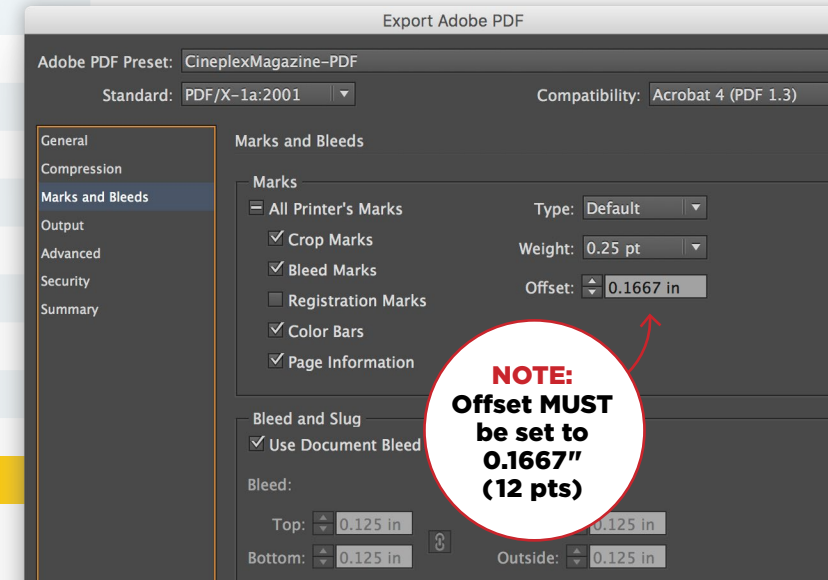 Export Adobe PDF
Adobe PDF Preset: CineplexMagazine-PDF
Standard: PDF/X-1a:2001
Compatibility: Acrobat 4 (PDF 1.3)
General
Compression
Marks and Bleeds
Output
Advanced
Security
Summary
Marks and Bleeds
Marks
All Printer's Marks
Crop Marks
Bleed Marks
Registration Marks
Color Bars
Page Information
Type: Default
Weight: 0.25 pt
Offset: 0.1667 in
NOTE:
Offset MUST
be set to
0.1667"
(12 pts)
Bleed and Slug
Use Document Bleed
Bleed:
Top: 0.125 in
Bottom: 0.125 in
0.125 in
Outside: 0.125 in